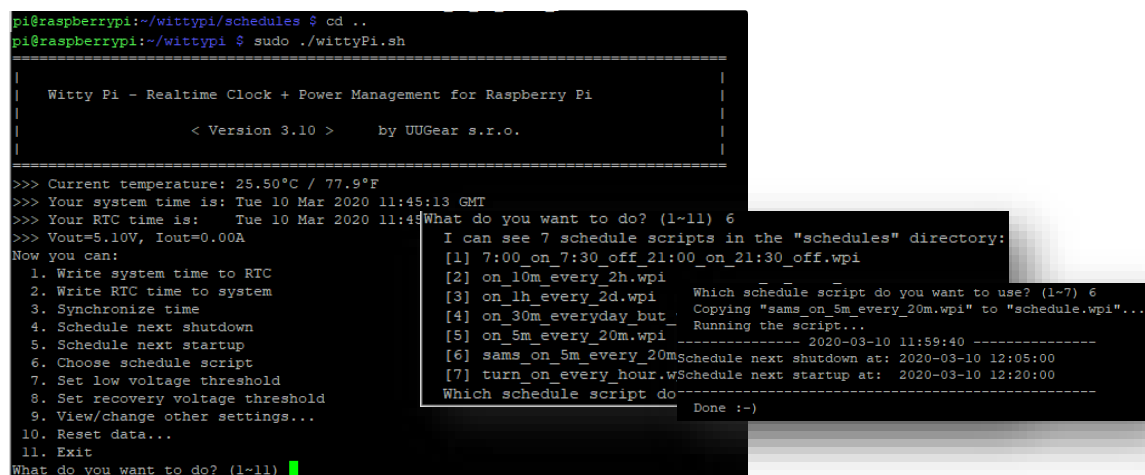 pi@raspberrypi:~/wittypi/schedules $ cd ..
pi@raspberrypi:~/wittypi $ sudo ./wittyPi.sh
================================================================================
|                                                                              |
|   Witty Pi - Realtime Clock + Power Management for Raspberry Pi              |
|                                                                              |
|                   < Version 3.10 >     by UUGear s.r.o.                      |
|                                                                              |
================================================================================
>>> Current temperature: 25.50°C / 77.9°F
>>> Your system time is: Tue 10 Mar 2020 11:45:13 GMT
>>> Your RTC time is:    Tue 10 Mar 2020 11:45
>>> Vout=5.10V, Iout=0.00A
Now you can:
  1. Write system time to RTC
  2. Write RTC time to system
  3. Synchronize time
  4. Schedule next shutdown
  5. Schedule next startup
  6. Choose schedule script
  7. Set low voltage threshold
  8. Set recovery voltage threshold
  9. View/change other settings...
 10. Reset data...
 11. Exit
What do you want to do? (1~11)
What do you want to do? (1~11) 6
  I can see 7 schedule scripts in the "schedules" directory:
  [1] 7:00_on_7:30_off_21:00_on_21:30_off.wpi
  [2] on_10m_every_2h.wpi
  [3] on_1h_every_2d.wpi
  [4] on_30m_everyday_but_
  [5] on_5m_every_20m.wpi
  [6] sams_on_5m_every_20m
  [7] turn_on_every_hour.w
  Which schedule script do
  Which schedule script do you want to use? (1~7) 6
  Copying "sams_on_5m_every_20m.wpi" to "schedule.wpi"...
  Running the script...
--------------- 2020-03-10 11:59:40 ---------------
Schedule next shutdown at: 2020-03-10 12:05:00
Schedule next startup at:  2020-03-10 12:20:00
---------------------------------------------------
  Done :-)